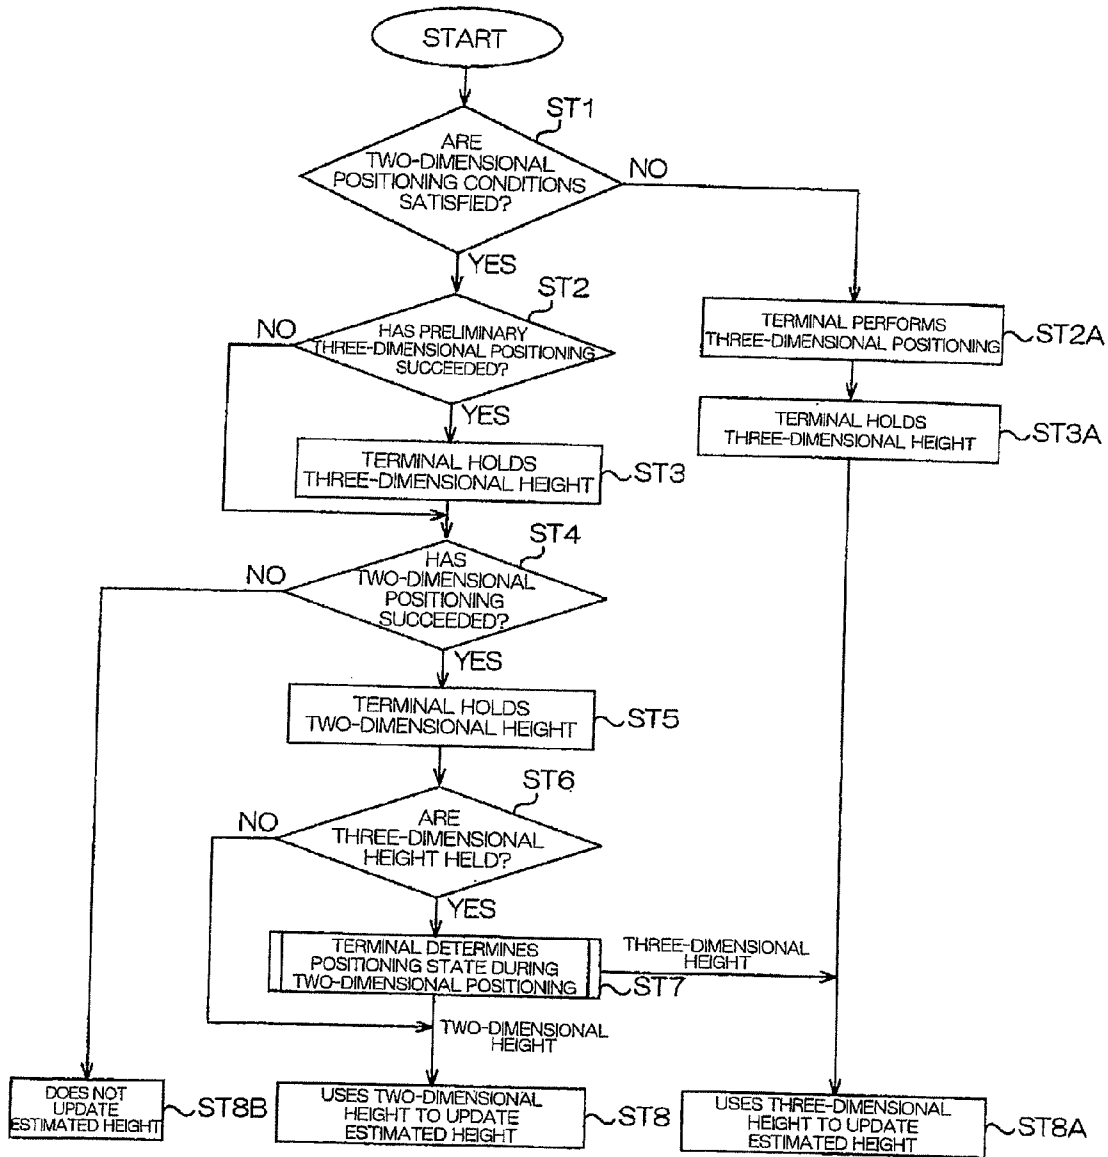 START
ST1
ARE
TWO-DIMENSIONAL
POSITIONING CONDITIONS
SATISFIED?
NO
YES
ST2
NO
HAS PRELIMINARY
THREE-DIMENSIONAL POSITIONING
SUCCEEDED?
TERMINAL PERFORMS
THREE-DIMENSIONAL POSITIONING
ST2A
YES
TERMINAL HOLDS
THREE-DIMENSIONAL HEIGHT
ST3A
TERMINAL HOLDS
THREE-DIMENSIONAL HEIGHT
ST3
ST4
NO
HAS
TWO-DIMENSIONAL
POSITIONING
SUCCEEDED?
YES
TERMINAL HOLDS
TWO-DIMENSIONAL HEIGHT
ST5
ST6
NO
ARE
THREE-DIMENSIONAL
HEIGHT HELD?
YES
TERMINAL DETERMINES
POSITIONING STATE DURING
TWO-DIMENSIONAL POSITIONING
ST7
THREE-DIMENSIONAL
HEIGHT
TWO-DIMENSIONAL
HEIGHT
DOES NOT
UPDATE
ESTIMATED HEIGHT
ST8B
USES TWO-DIMENSIONAL
HEIGHT TO UPDATE
ESTIMATED HEIGHT
ST8
USES THREE-DIMENSIONAL
HEIGHT TO UPDATE
ESTIMATED HEIGHT
ST8A